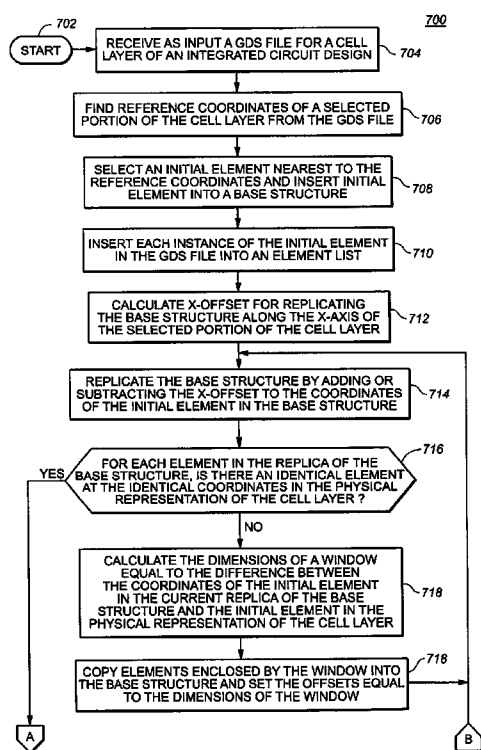 700
702
START
RECEIVE AS INPUT A GDS FILE FOR A CELL
LAYER OF AN INTEGRATED CIRCUIT DESIGN
704
FIND REFERENCE COORDINATES OF A SELECTED
PORTION OF THE CELL LAYER FROM THE GDS FILE
706
SELECT AN INITIAL ELEMENT NEAREST TO THE
REFERENCE COORDINATES AND INSERT INITIAL
ELEMENT INTO A BASE STRUCTURE
708
INSERT EACH INSTANCE OF THE INITIAL ELEMENT
IN THE GDS FILE INTO AN ELEMENT LIST
710
CALCULATE X-OFFSET FOR REPLICATING
THE BASE STRUCTURE ALONG THE X-AXIS OF
THE SELECTED PORTION OF THE CELL LAYER
712
REPLICATE THE BASE STRUCTURE BY ADDING OR
SUBTRACTING THE X-OFFSET TO THE COORDINATES
OF THE INITIAL ELEMENT IN THE BASE STRUCTURE
714
716
YES
FOR EACH ELEMENT IN THE REPLICA OF THE
BASE STRUCTURE, IS THERE AN IDENTICAL ELEMENT
AT THE IDENTICAL COORDINATES IN THE PHYSICAL
REPRESENTATION OF THE CELL LAYER ?
NO
CALCULATE THE DIMENSIONS OF A WINDOW
EQUAL TO THE DIFFERENCE BETWEEN
THE COORDINATES OF THE INITIAL ELEMENT
IN THE CURRENT REPLICA OF THE BASE
STRUCTURE AND THE INITIAL ELEMENT IN THE
PHYSICAL REPRESENTATION OF THE CELL LAYER
718
718
COPY ELEMENTS ENCLOSED BY THE WINDOW INTO
THE BASE STRUCTURE AND SET THE OFFSETS EQUAL
TO THE DIMENSIONS OF THE WINDOW
A
B